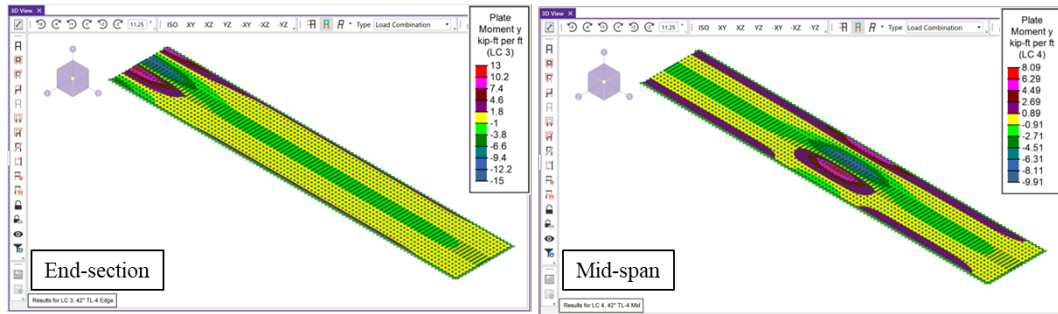 3D View ×
11.25 ° ISO XY XZ YZ -XY -XZ -YZ Type Load Combination
Plate
Moment y
kip-ft per ft
(LC 3)
13
10.2
7.4
4.6
1.8
-1
-3.8
-6.6
-9.4
-12.2
-15
Y
Z
X
End-section
Results for LC 3, 42" TL-4 Edge
3D View ×
11.25 ° ISO XY XZ YZ -XY -XZ -YZ Type Load Combination
Plate
Moment y
kip-ft per ft
(LC 4)
8.09
6.29
4.49
2.69
0.89
-0.91
-2.71
-4.51
-6.31
-8.11
-9.91
Y
Z
X
Mid-span
Results for LC 4, 42" TL-4 Mid